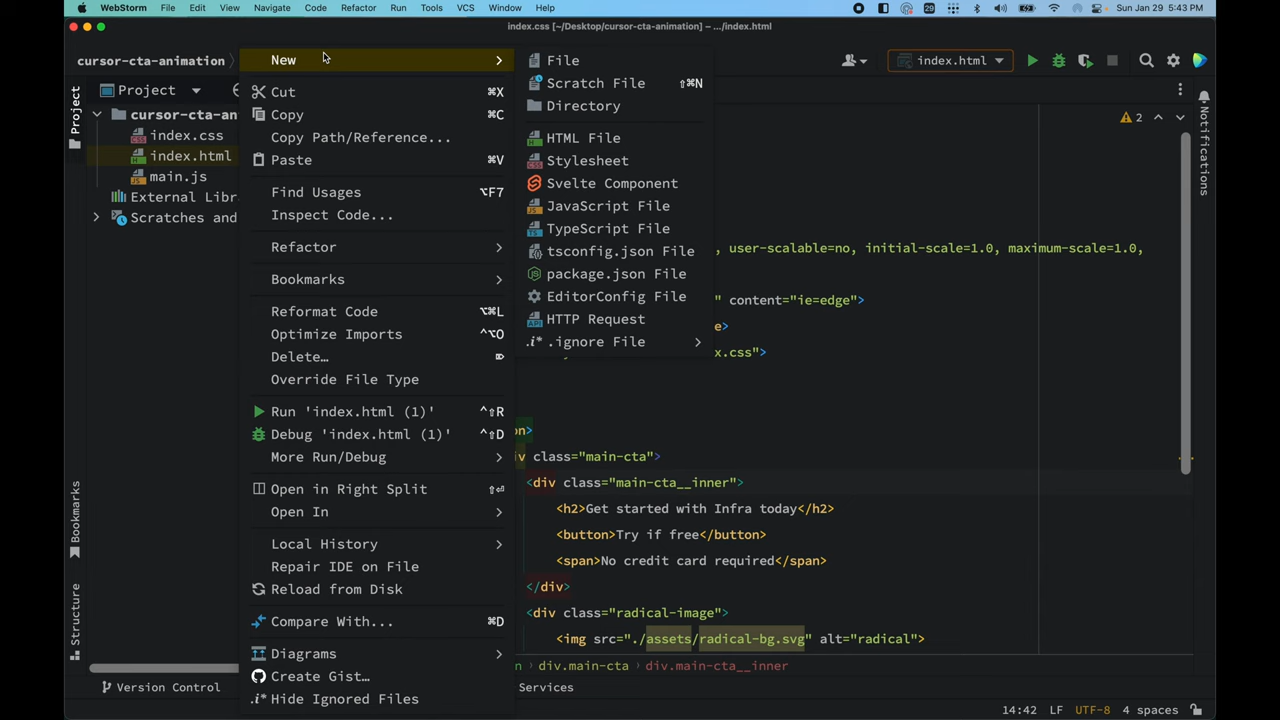 WebStorm File Edit View Navigate Code Refactor Run Tools VCS Window Help 29 Sun Jan 29 5:43 PM
index.css [~/Desktop/cursor-cta-animation] – .../index.html
cursor-cta-animation
index.html
Project
Project
cursor-cta-an
index.css
index.html
main.js
External Libr
Scratches and
Bookmarks
Structure
New
Cut ⌘X
Copy ⌘C
Copy Path/Reference...
Paste ⌘V
Find Usages ⌥F7
Inspect Code...
Refactor
Bookmarks
Reformat Code ⌥⌘L
Optimize Imports ^⌥O
Delete… ⌦
Override File Type
Run 'index.html (1)' ^⇧R
Debug 'index.html (1)' ^⇧D
More Run/Debug
Open in Right Split ⇧⏎
Open In
Local History
Repair IDE on File
Reload from Disk
Compare With... ⌘D
Diagrams
Create Gist…
Hide Ignored Files
File
Scratch File ⇧⌘N
Directory
HTML File
Stylesheet
Svelte Component
JavaScript File
TypeScript File
tsconfig.json File
package.json File
EditorConfig File
HTTP Request
.ignore File
2
Notifications
, user-scalable=no, initial-scale=1.0, maximum-scale=1.0,
" content="ie=edge">
e>
x.css">
on>
v class="main-cta">
<div class="main-cta__inner">
<h2>Get started with Infra today</h2>
<button>Try if free</button>
<span>No credit card required</span>
</div>
<div class="radical-image">
<img src="./assets/radical-bg.svg" alt="radical">
n › div.main-cta › div.main-cta__inner
Version Control
Services
14:42 LF UTF-8 4 spaces